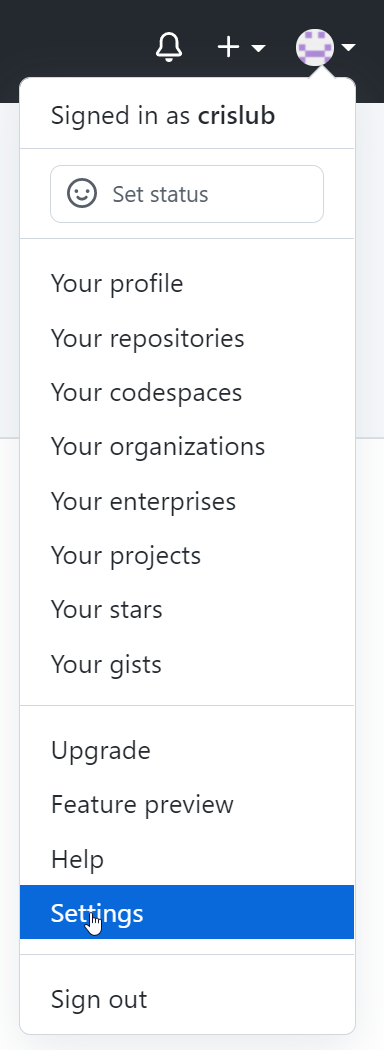 Signed in as crislub
Set status
Your profile
Your repositories
Your codespaces
Your organizations
Your enterprises
Your projects
Your stars
Your gists
Upgrade
Feature preview
Help
Settings
Sign out